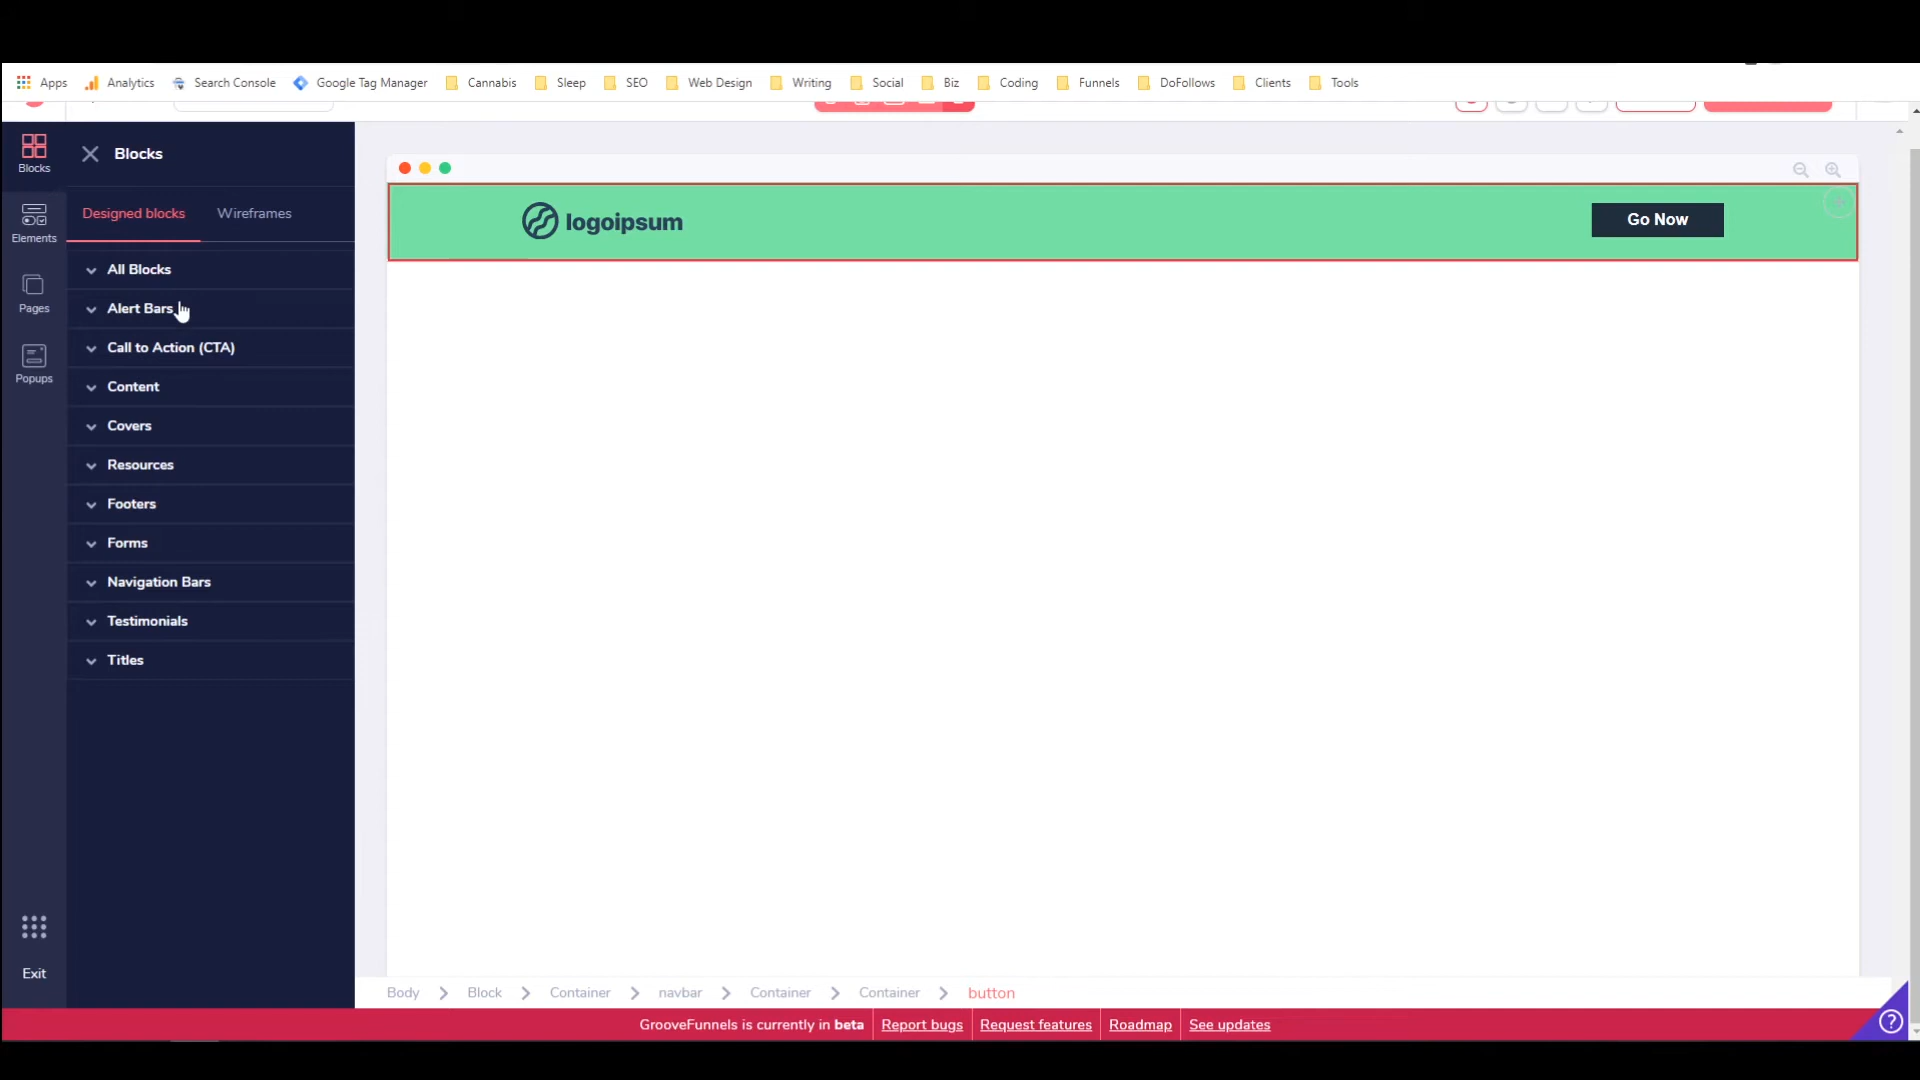 Apps Analytics Search Console Google Tag Manager Cannabis Sleep SEO Web Design Writing Social Biz Coding Funnels DoFollows Clients Tools
Blocks
Elements
Pages
Popups
Exit
Blocks
Designed blocks Wireframes
All Blocks
Alert Bars
Call to Action (CTA)
Content
Covers
Resources
Footers
Forms
Navigation Bars
Testimonials
Titles
logoipsum Go Now
Body Block Container navbar Container Container button
GrooveFunnels is currently in beta Report bugs Request features Roadmap See updates